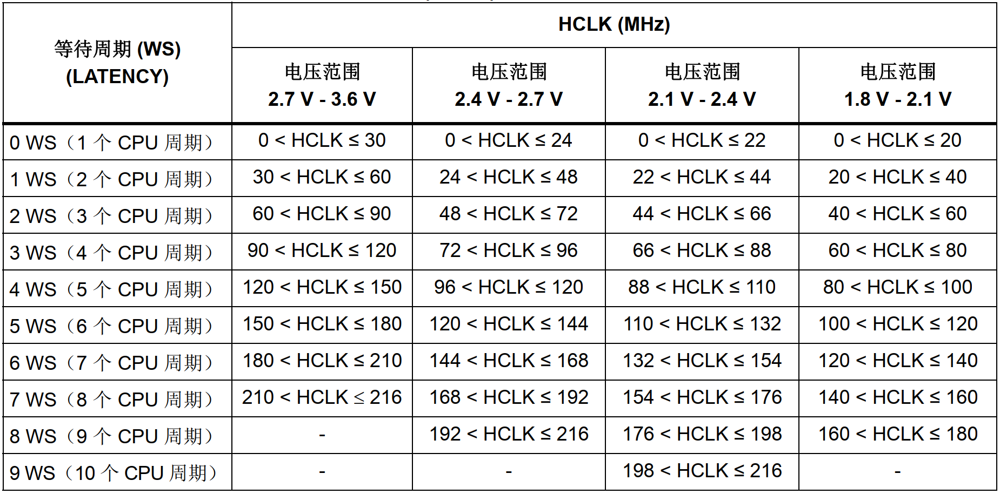 等待周期 (WS)
(LATENCY)
HCLK (MHz)
电压范围
2.7 V - 3.6 V
电压范围
2.4 V - 2.7 V
电压范围
2.1 V - 2.4 V
电压范围
1.8 V - 2.1 V
0 WS（1 个 CPU 周期） 0 < HCLK ≤ 30 0 < HCLK ≤ 24 0 < HCLK ≤ 22 0 < HCLK ≤ 20
1 WS（2 个 CPU 周期） 30 < HCLK ≤ 60 24 < HCLK ≤ 48 22 < HCLK ≤ 44 20 < HCLK ≤ 40
2 WS（3 个 CPU 周期） 60 < HCLK ≤ 90 48 < HCLK ≤ 72 44 < HCLK ≤ 66 40 < HCLK ≤ 60
3 WS（4 个 CPU 周期） 90 < HCLK ≤ 120 72 < HCLK ≤ 96 66 < HCLK ≤ 88 60 < HCLK ≤ 80
4 WS（5 个 CPU 周期） 120 < HCLK ≤ 150 96 < HCLK ≤ 120 88 < HCLK ≤ 110 80 < HCLK ≤ 100
5 WS（6 个 CPU 周期） 150 < HCLK ≤ 180 120 < HCLK ≤ 144 110 < HCLK ≤ 132 100 < HCLK ≤ 120
6 WS（7 个 CPU 周期） 180 < HCLK ≤ 210 144 < HCLK ≤ 168 132 < HCLK ≤ 154 120 < HCLK ≤ 140
7 WS（8 个 CPU 周期） 210 < HCLK ≤ 216 168 < HCLK ≤ 192 154 < HCLK ≤ 176 140 < HCLK ≤ 160
8 WS（9 个 CPU 周期） - 192 < HCLK ≤ 216 176 < HCLK ≤ 198 160 < HCLK ≤ 180
9 WS（10 个 CPU 周期） - - 198 < HCLK ≤ 216 -